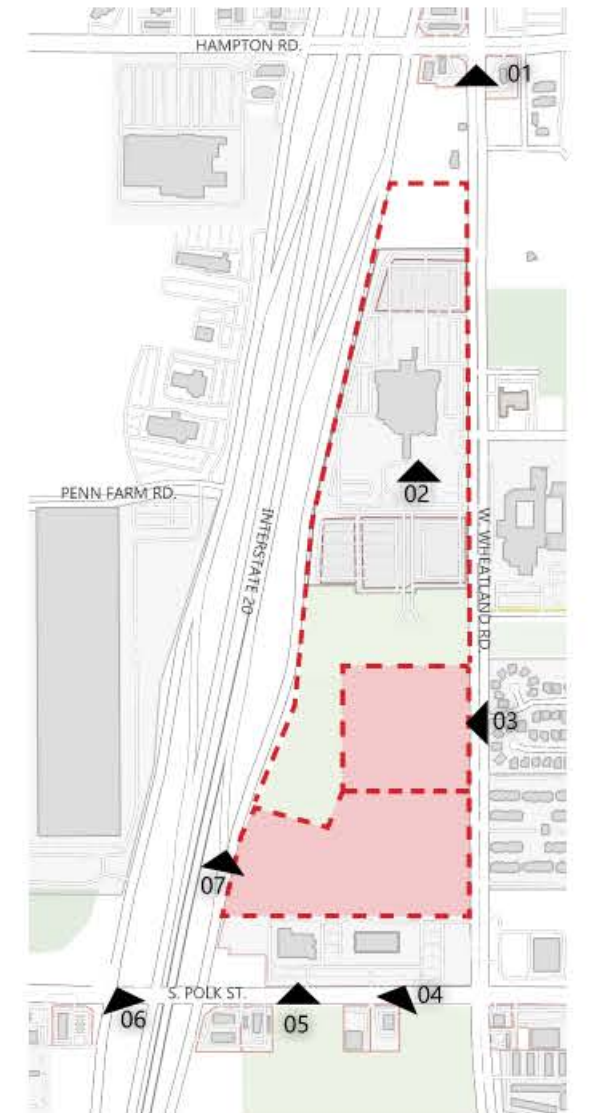 HAMPTON RD.
01
PENN FARM RD.
02
INTERSTATE 20
W. WHEATLAND RD.
03
07
S. POLK ST.
04
06
05